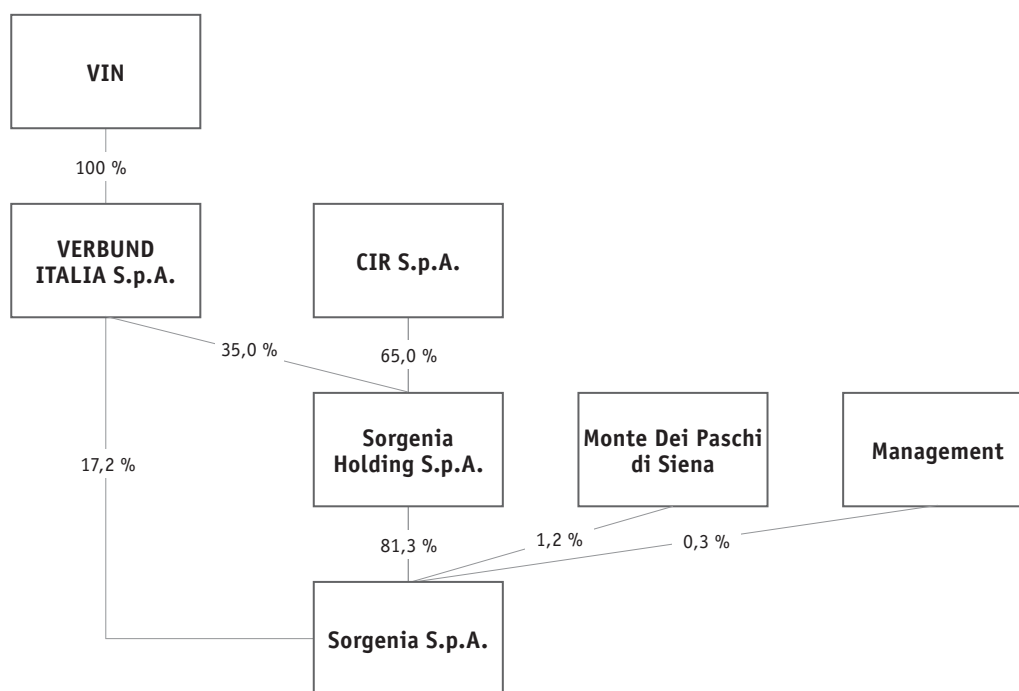 VIN
100 %
VERBUND
ITALIA S.p.A.
CIR S.p.A.
35,0 %
65,0 %
Sorgenia
Holding S.p.A.
Monte Dei Paschi
di Siena
Management
17,2 %
81,3 %
1,2 %
0,3 %
Sorgenia S.p.A.